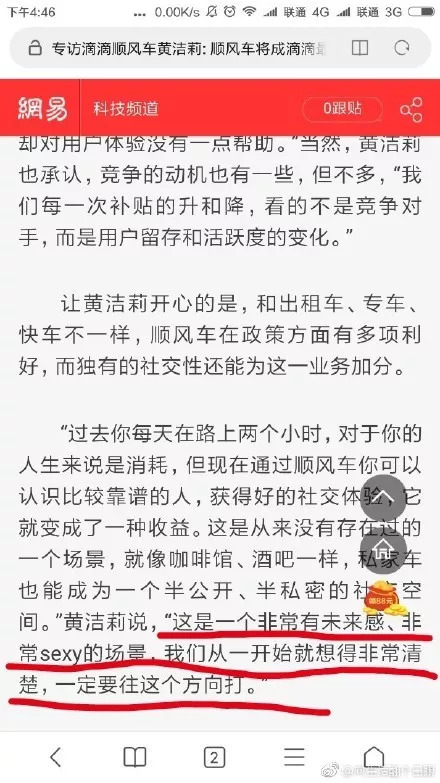 下午4:46
... 0.00K/s 联通 4G 联通 3G
专访滴滴顺风车黄洁莉: 顺风车将成滴滴
網易 科技频道 0跟贴
却对用户体验没有一点帮助。”当然，黄洁莉
也承认，竞争的动机也有一些，但不多，“我
们每一次补贴的升和降，看的不是竞争对
手，而是用户留存和活跃度的变化。”
让黄洁莉开心的是，和出租车、专车、
快车不一样，顺风车在政策方面有多项利
好，而独有的社交性还能为这一业务加分。
“过去你每天在路上两个小时，对于你的
人生来说是消耗，但现在通过顺风车你可以
认识比较靠谱的人，获得好的社交体验，它
就变成了一种收益。这是从来没有存在过的
一个场景，就像咖啡馆、酒吧一样，私家车
也能成为一个半公开、半私密的社交空
间。”黄洁莉说，“这是一个非常有未来感、非
常sexy的场景，我们从一开始就想得非常清
楚，一定要往这个方向打。”
2